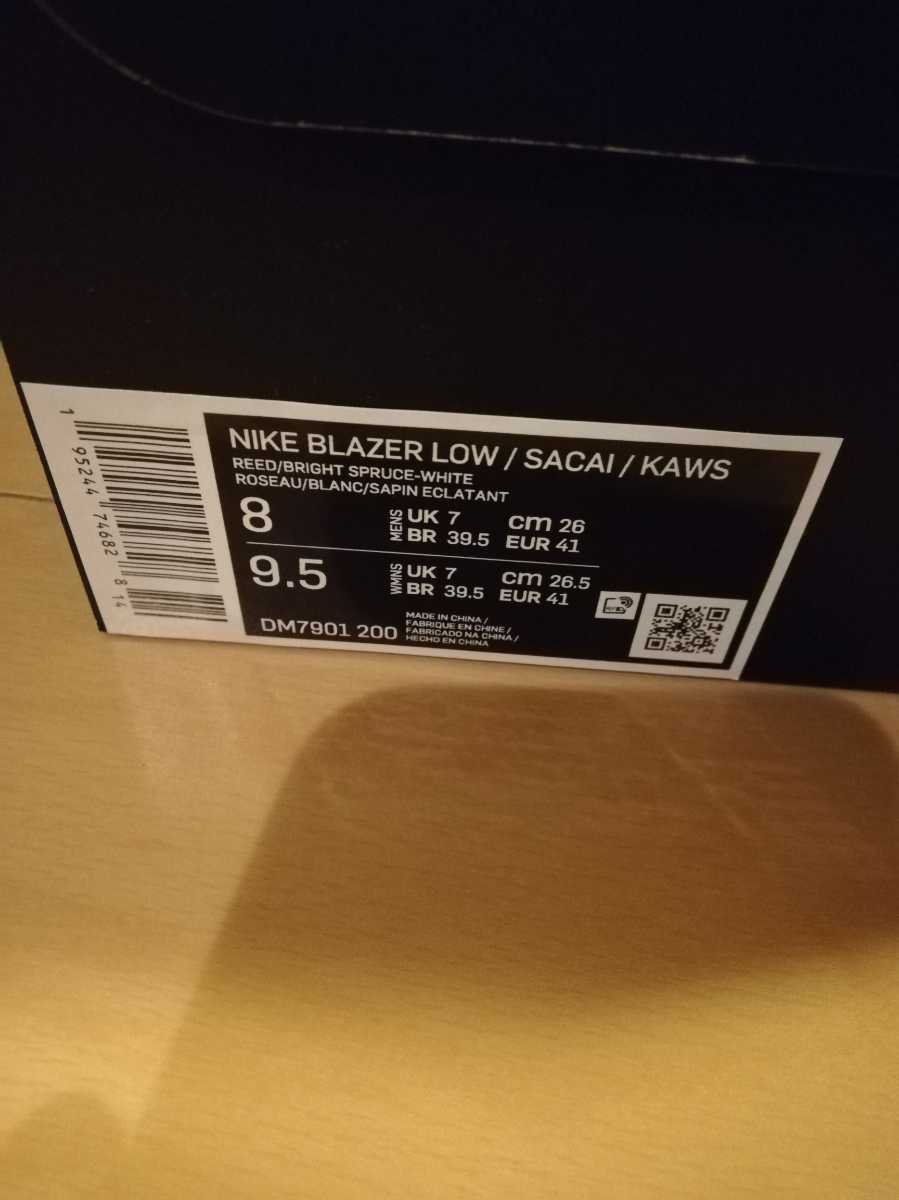 NIKE BLAZER LOW / SACAI / KAWS
REED/BRIGHT SPRUCE-WHITE
ROSEAU/BLANC/SAPIN ECLATANT
8 MENS UK 7 cm 26
BR 39.5 EUR 41
9.5 WMNS UK 7 cm 26.5
BR 39.5 EUR 41
DM7901 200
MADE IN CHINA /
FABRIQUE EN CHINE /
FABRICADO NA CHINA /
HECHO EN CHINA
1 95244 74682 8 14